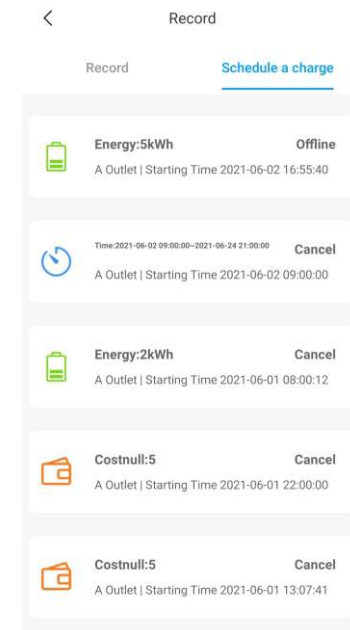 Record
Record Schedule a charge
Energy:5kWh Offline
A Outlet | Starting Time 2021-06-02 16:55:40
Time:2021-06-02 09:00:00~2021-06-24 21:00:00 Cancel
A Outlet | Starting Time 2021-06-02 09:00:00
Energy:2kWh Cancel
A Outlet | Starting Time 2021-06-01 08:00:12
Costnull:5 Cancel
A Outlet | Starting Time 2021-06-01 22:00:00
Costnull:5 Cancel
A Outlet | Starting Time 2021-06-01 13:07:41